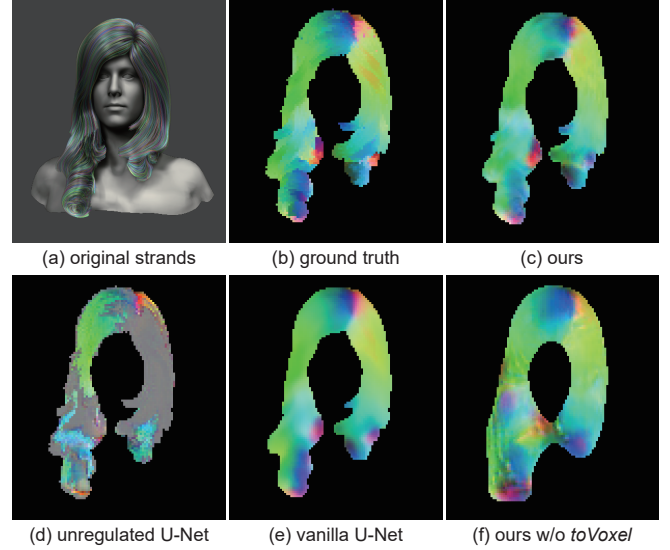 (a) original strands
(b) ground truth
(c) ours
(d) unregulated U-Net
(e) vanilla U-Net
(f) ours w/o toVoxel